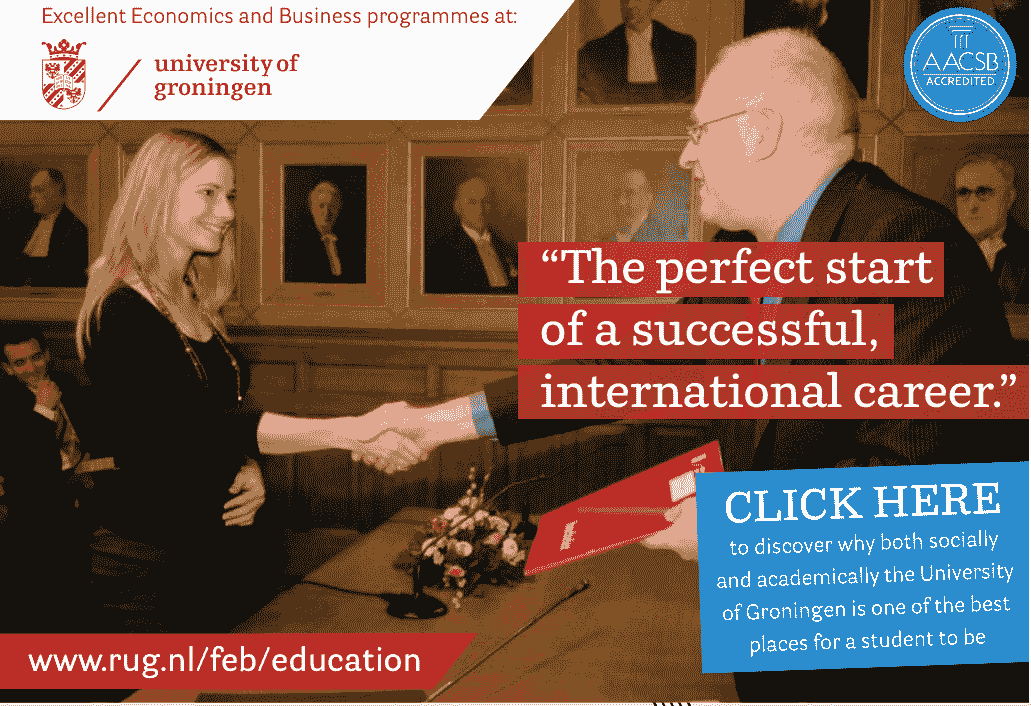 Excellent Economics and Business programmes at:
university of
groningen
AACSB
ACCREDITED
“The perfect start
of a successful,
international career.”
CLICK HERE
to discover why both socially
and academically the University
of Groningen is one of the best
places for a student to be
www.rug.nl/feb/education